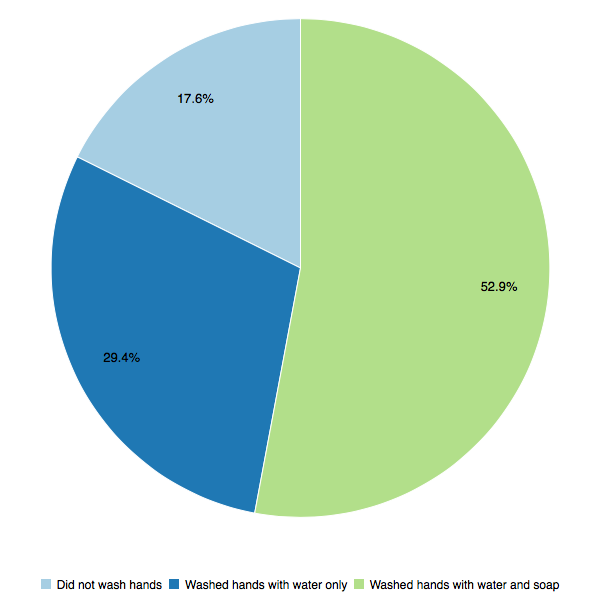 17.6%
52.9%
29.4%
Did not wash hands Washed hands with water only Washed hands with water and soap